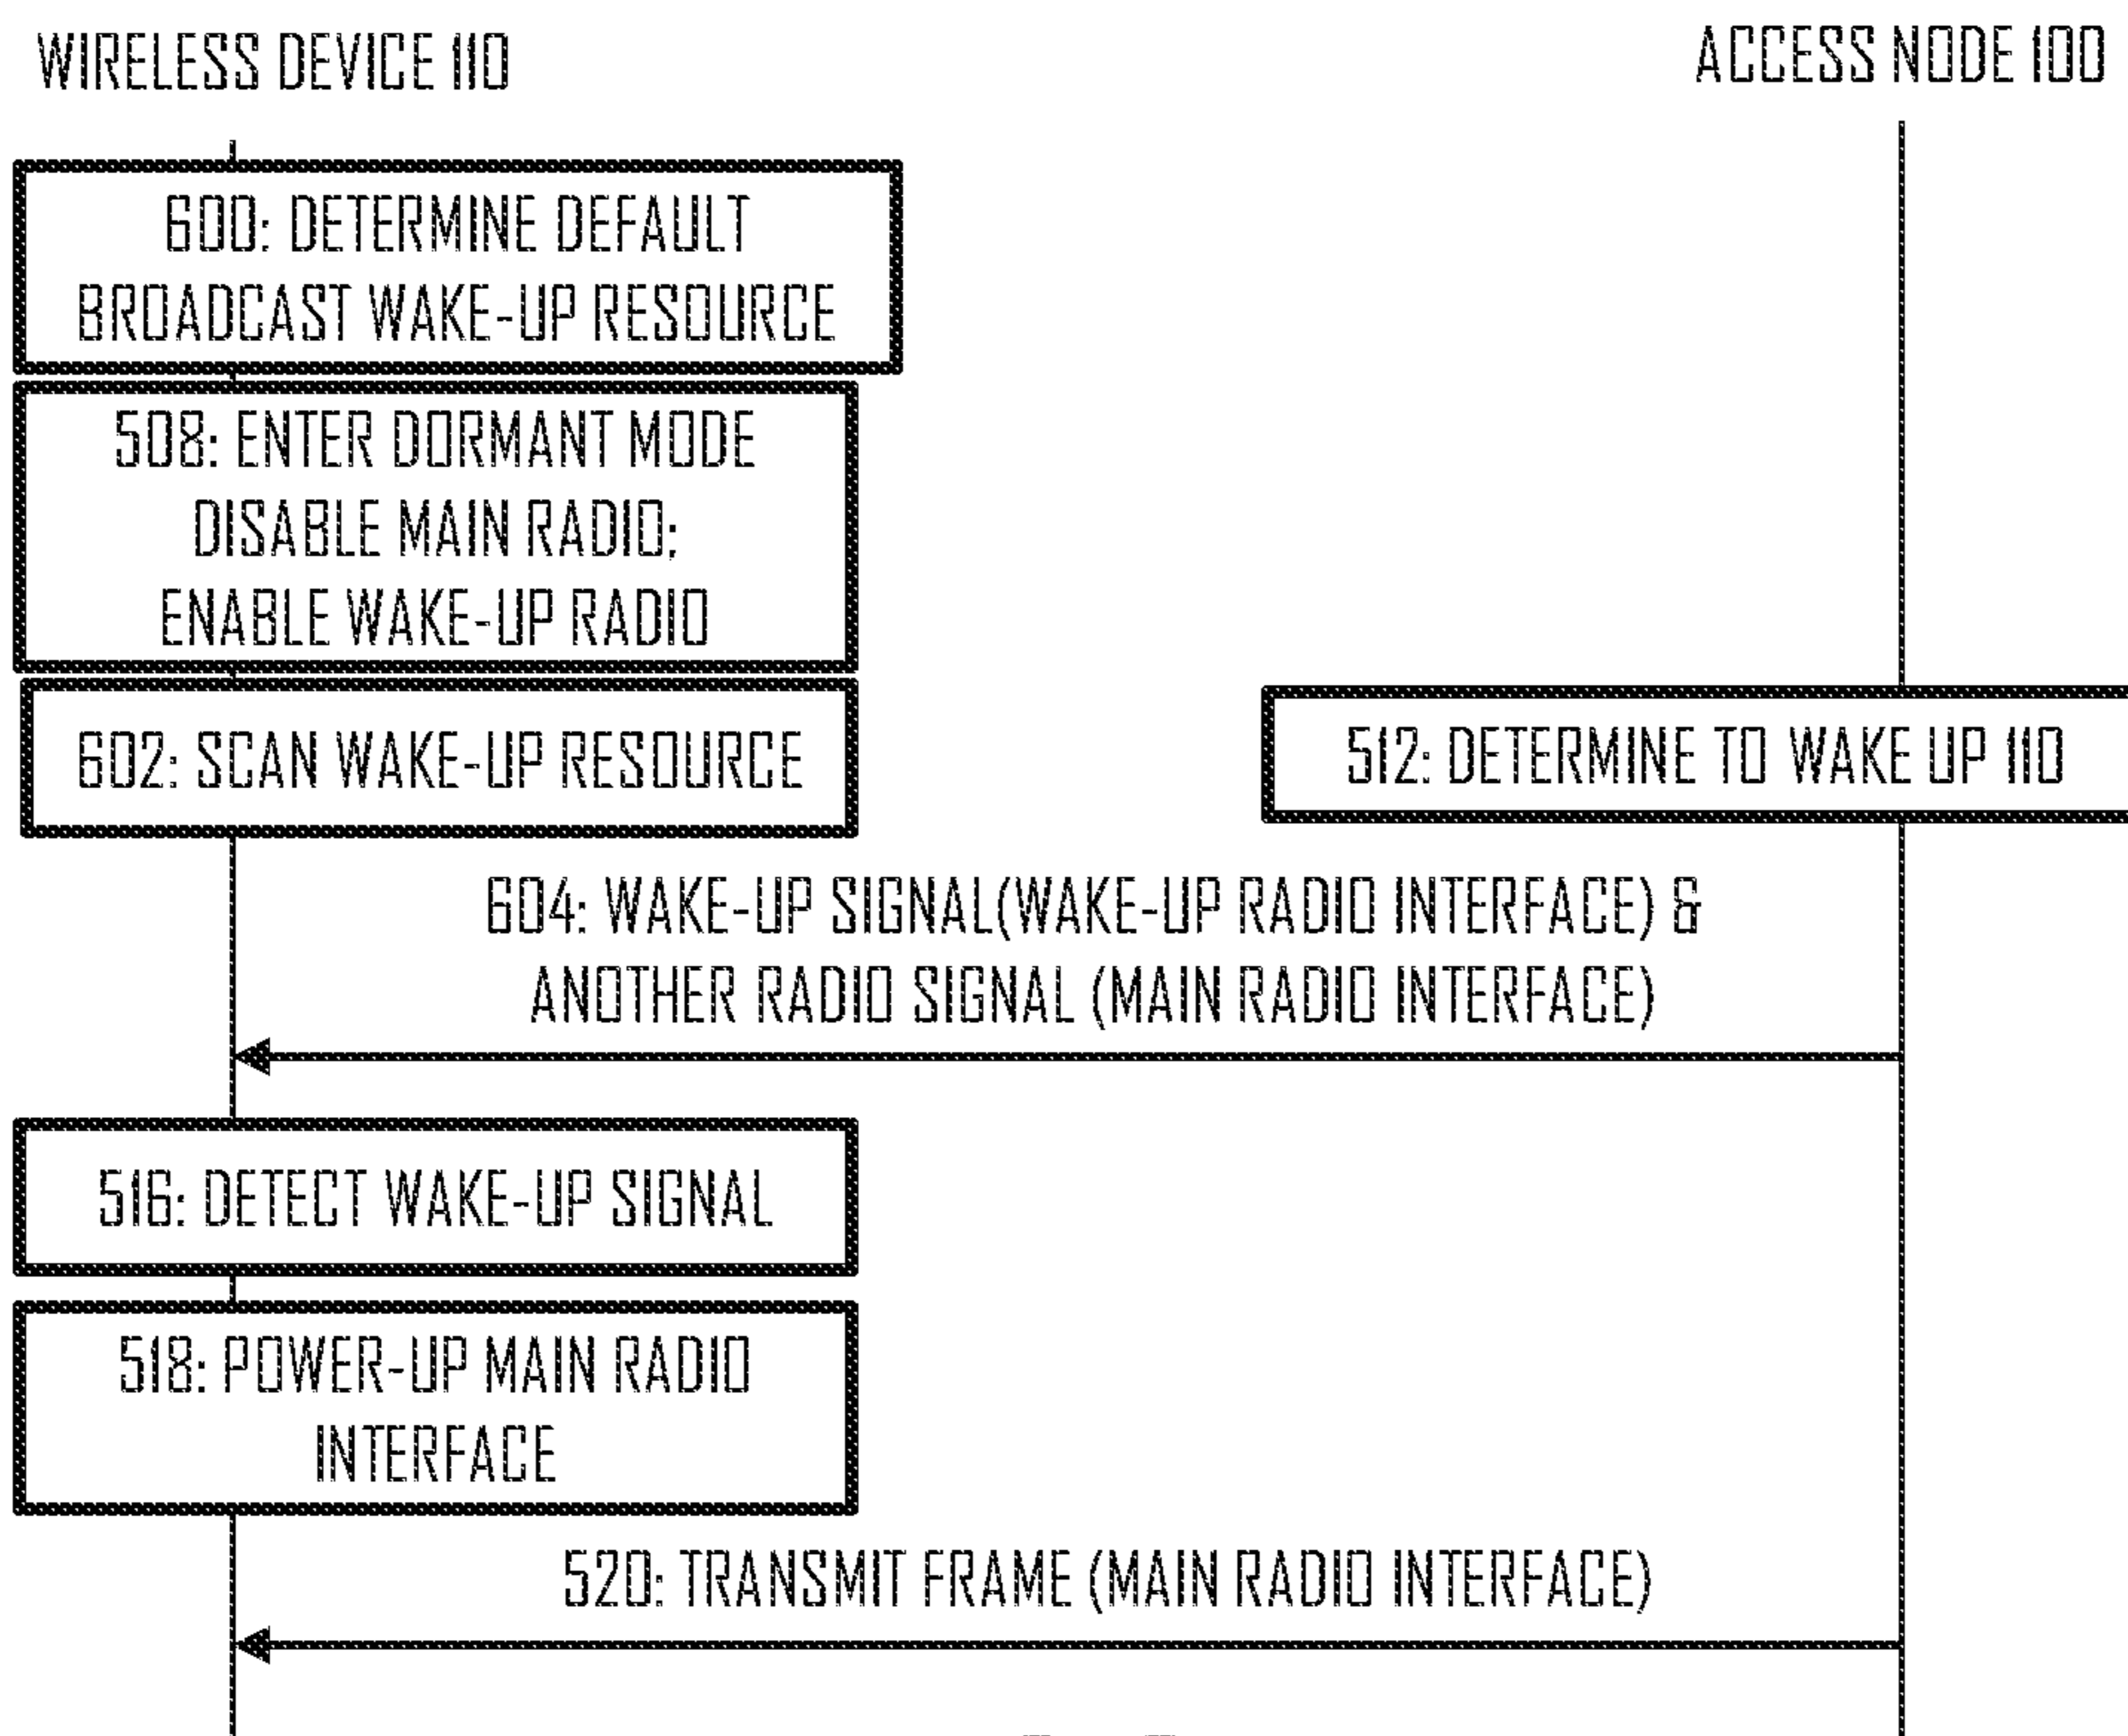 WIRELESS DEVICE 110
ACCESS NODE 100
600: DETERMINE DEFAULT
BROADCAST WAKE-UP RESOURCE
508: ENTER DORMANT MODE
DISABLE MAIN RADIO;
ENABLE WAKE-UP RADIO
602: SCAN WAKE-UP RESOURCE
512: DETERMINE TO WAKE UP 110
604: WAKE-UP SIGNAL(WAKE-UP RADIO INTERFACE) &
ANOTHER RADIO SIGNAL (MAIN RADIO INTERFACE)
516: DETECT WAKE-UP SIGNAL
518: POWER-UP MAIN RADIO
INTERFACE
520: TRANSMIT FRAME (MAIN RADIO INTERFACE)